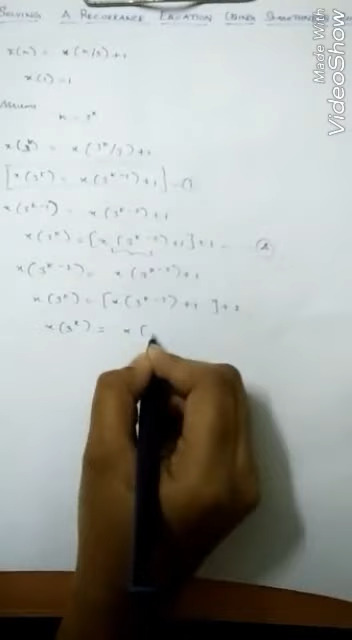 SOLVING A RECURRENCE EQUATION USING SMOOTHNESS
x(n) = x(n/3) + 1
x(1) = 1
Assume
n = 3^k
x(3^k) = x(3^k/3) + 1
[x(3^k) = x(3^k-1) + 1] - ①
x(3^k-1) = x(3^k-2) + 1
x(3^k) = [x(3^k-2) + 1] + 1 - ②
x(3^k-2) = x(3^k-3) + 1
x(3^k) = [x(3^k-3) + 1] + 2
x(3^k) = x(
Made With
VideoShow